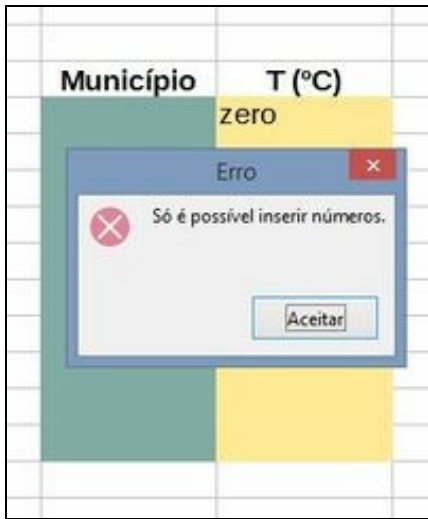 Município T (ºC)
zero
Erro
Só é possível inserir números.
Aceitar